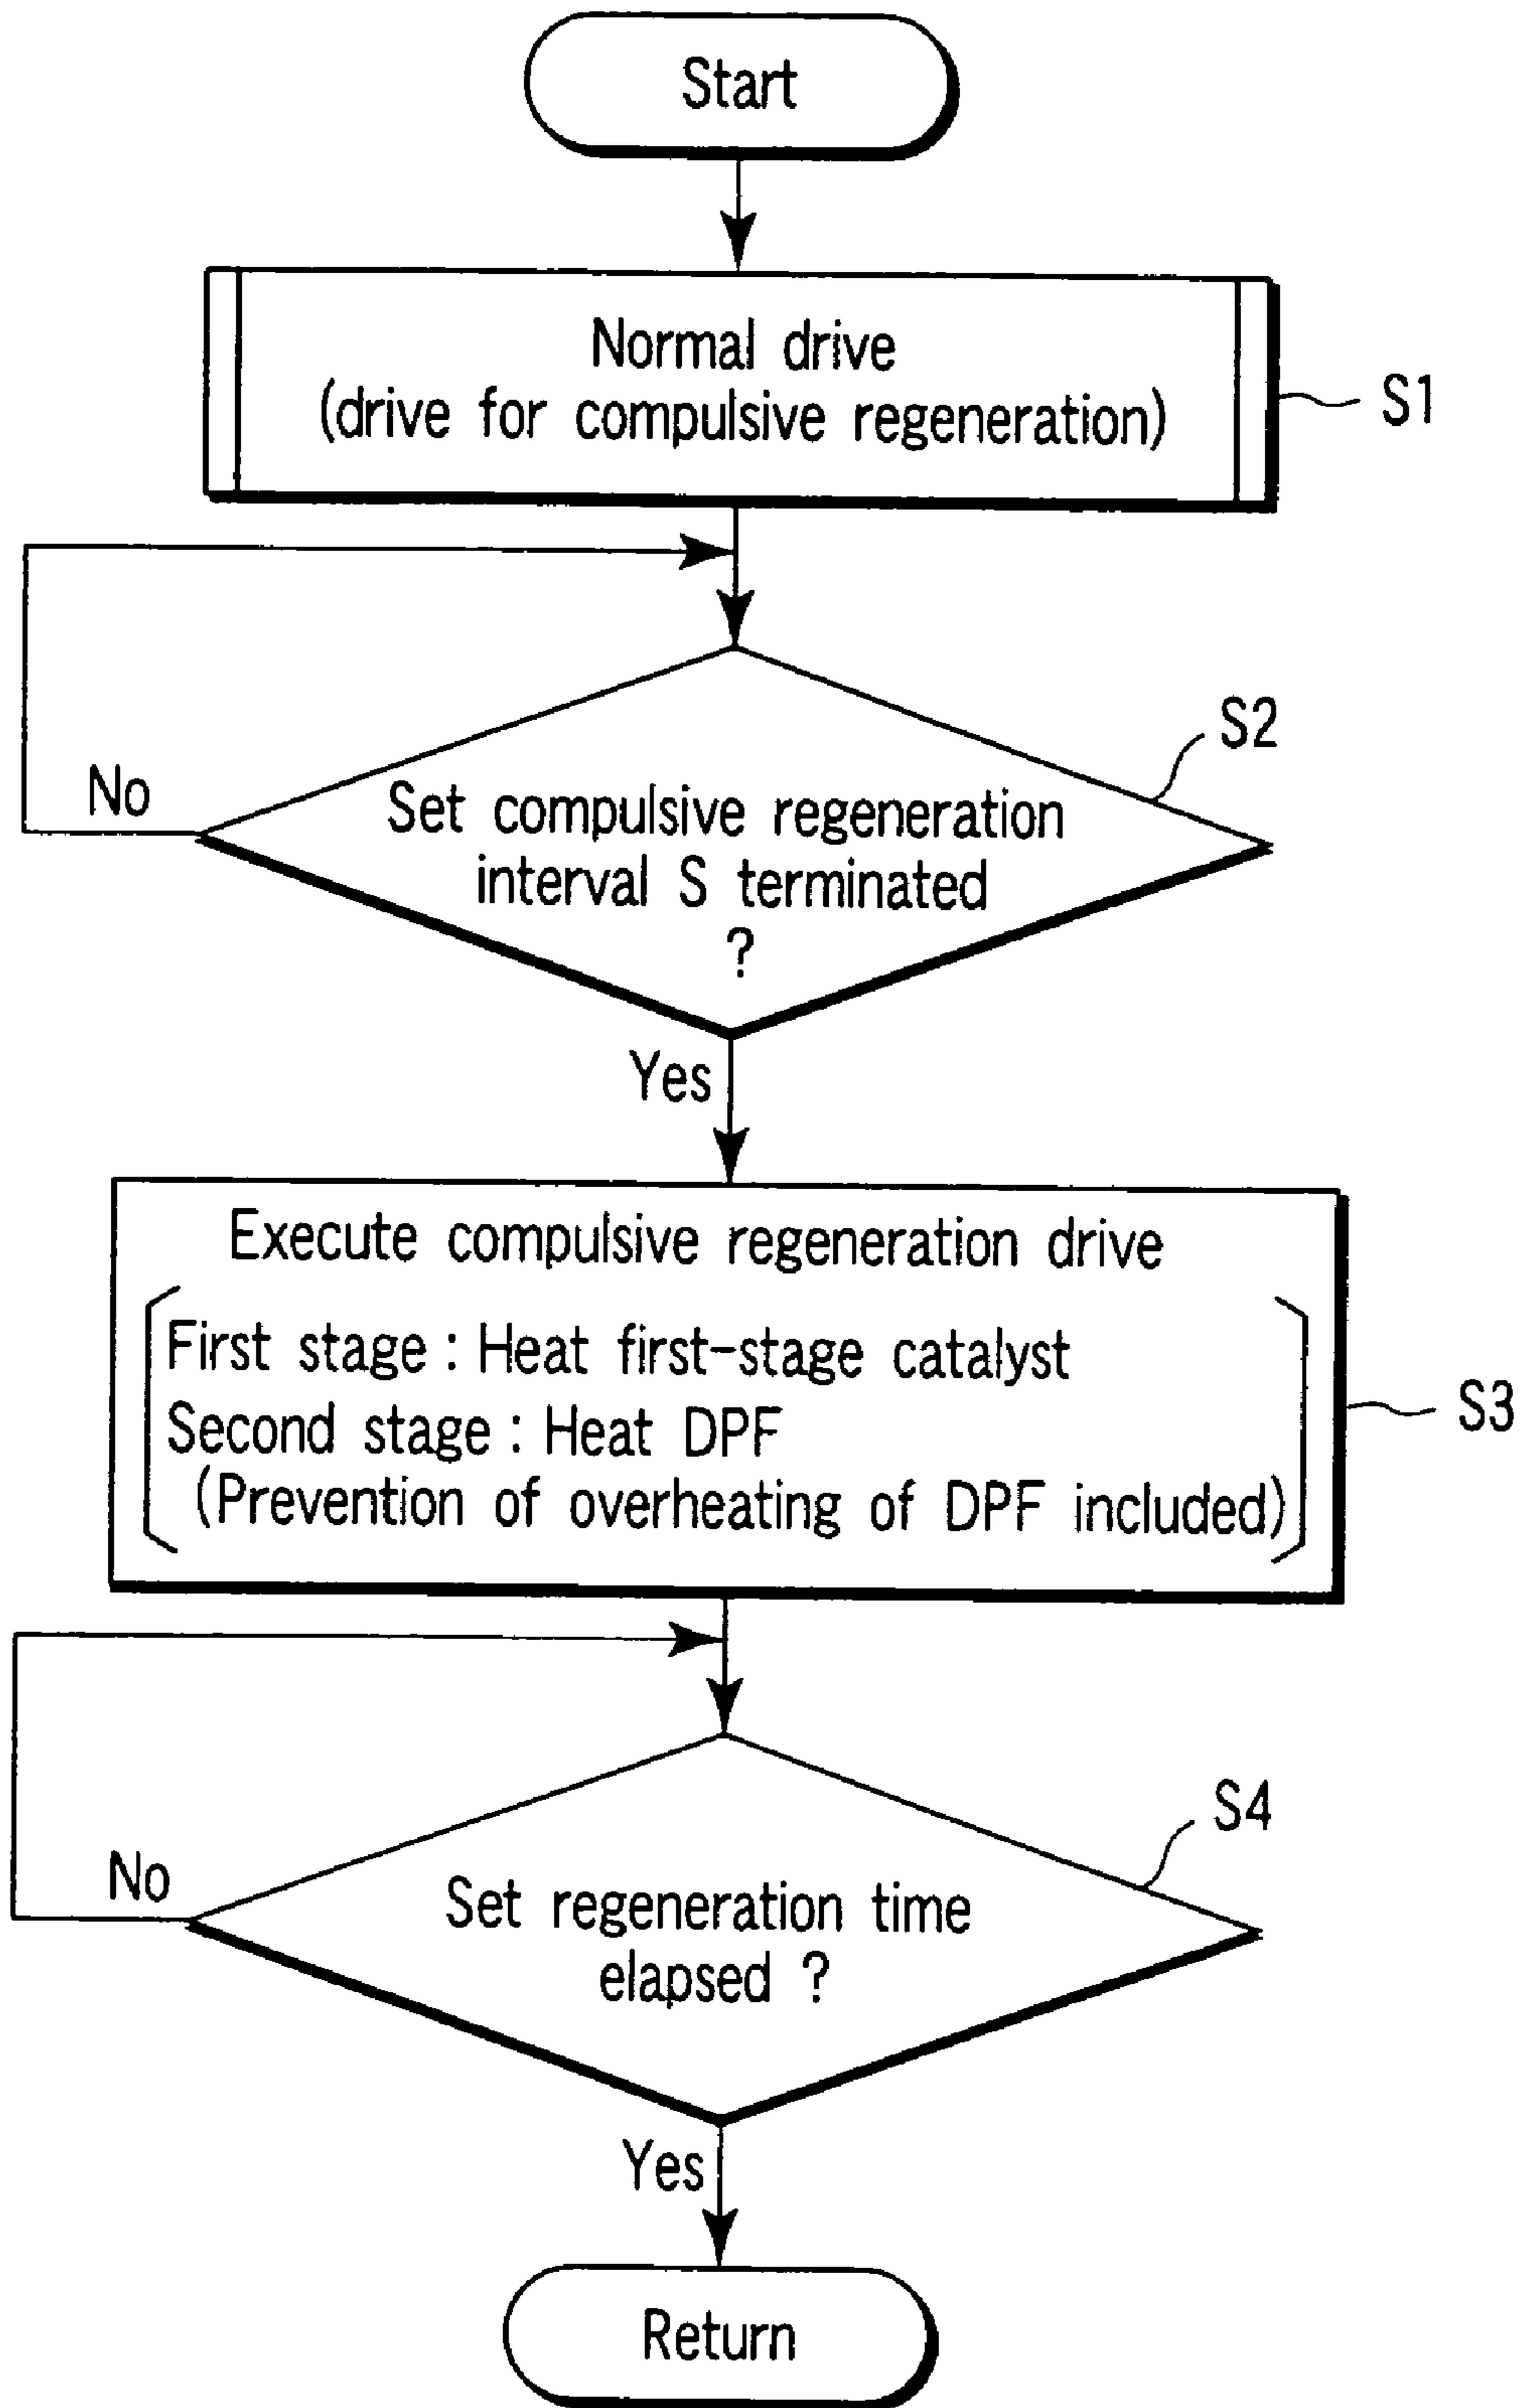 Start
Normal drive
(drive for compulsive regeneration)
S1
S2
No
Set compulsive regeneration
interval S terminated
?
Yes
Execute compulsive regeneration drive
First stage : Heat first-stage catalyst
Second stage : Heat DPF
(Prevention of overheating of DPF included)
S3
S4
No
Set regeneration time
elapsed ?
Yes
Return